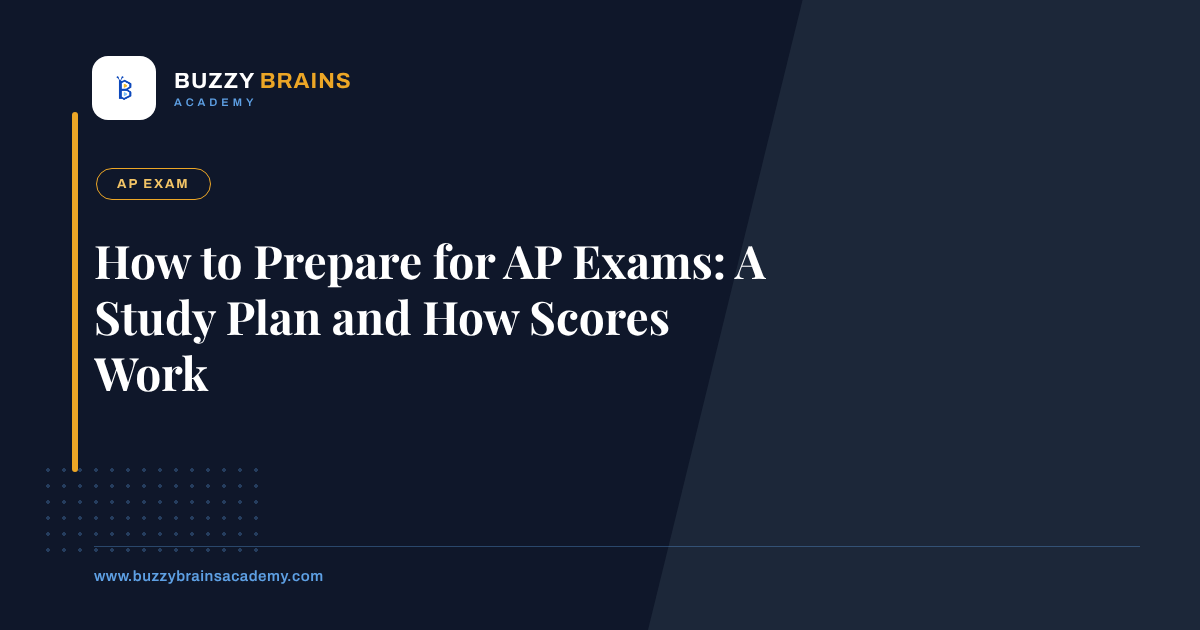 BUZZY BRAINS
ACADEMY
AP EXAM
How to Prepare for AP Exams: A
Study Plan and How Scores
Work
www.buzzybrainsacademy.com